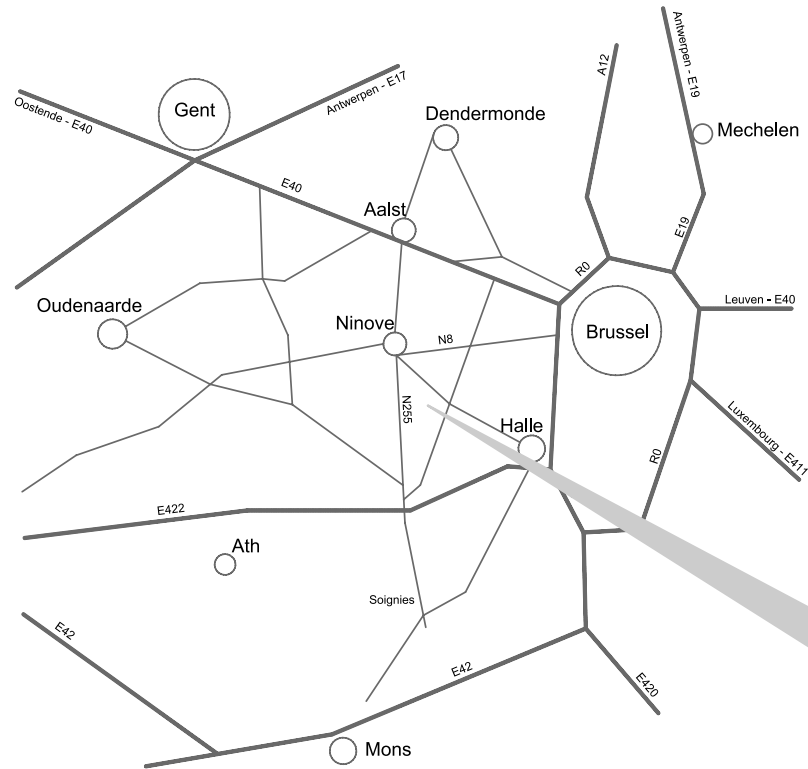 Antwerpen - E19
A12
Oostende - E40
Gent
Antwerpen - E17
Dendermonde
Mechelen
E40
Aalst
E19
R0
Oudenaarde
Leuven - E40
Ninove
N8
Brussel
N255
Halle
Luxembourg - E411
R0
E422
Ath
Soignies
E42
E42
E420
Mons